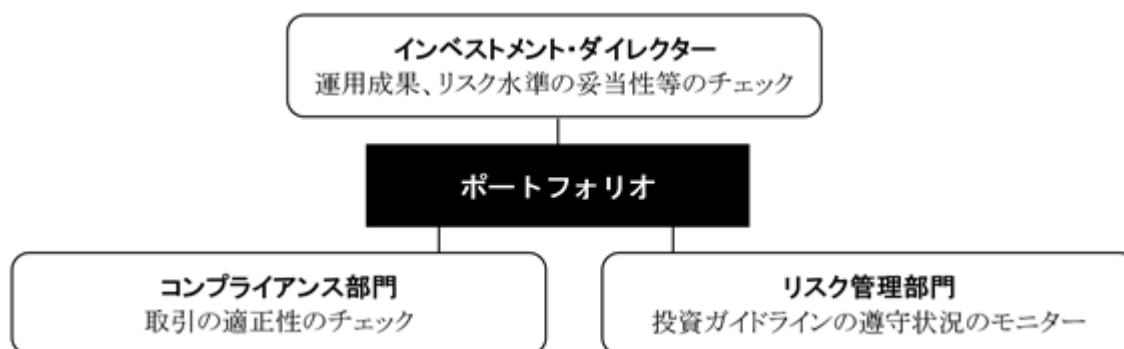 インベストメント・ダイレクター
運用成果、リスク水準の妥当性等のチェック
ポートフォリオ
コンプライアンス部門
取引の適正性のチェック
リスク管理部門
投資ガイドラインの遵守状況のモニター